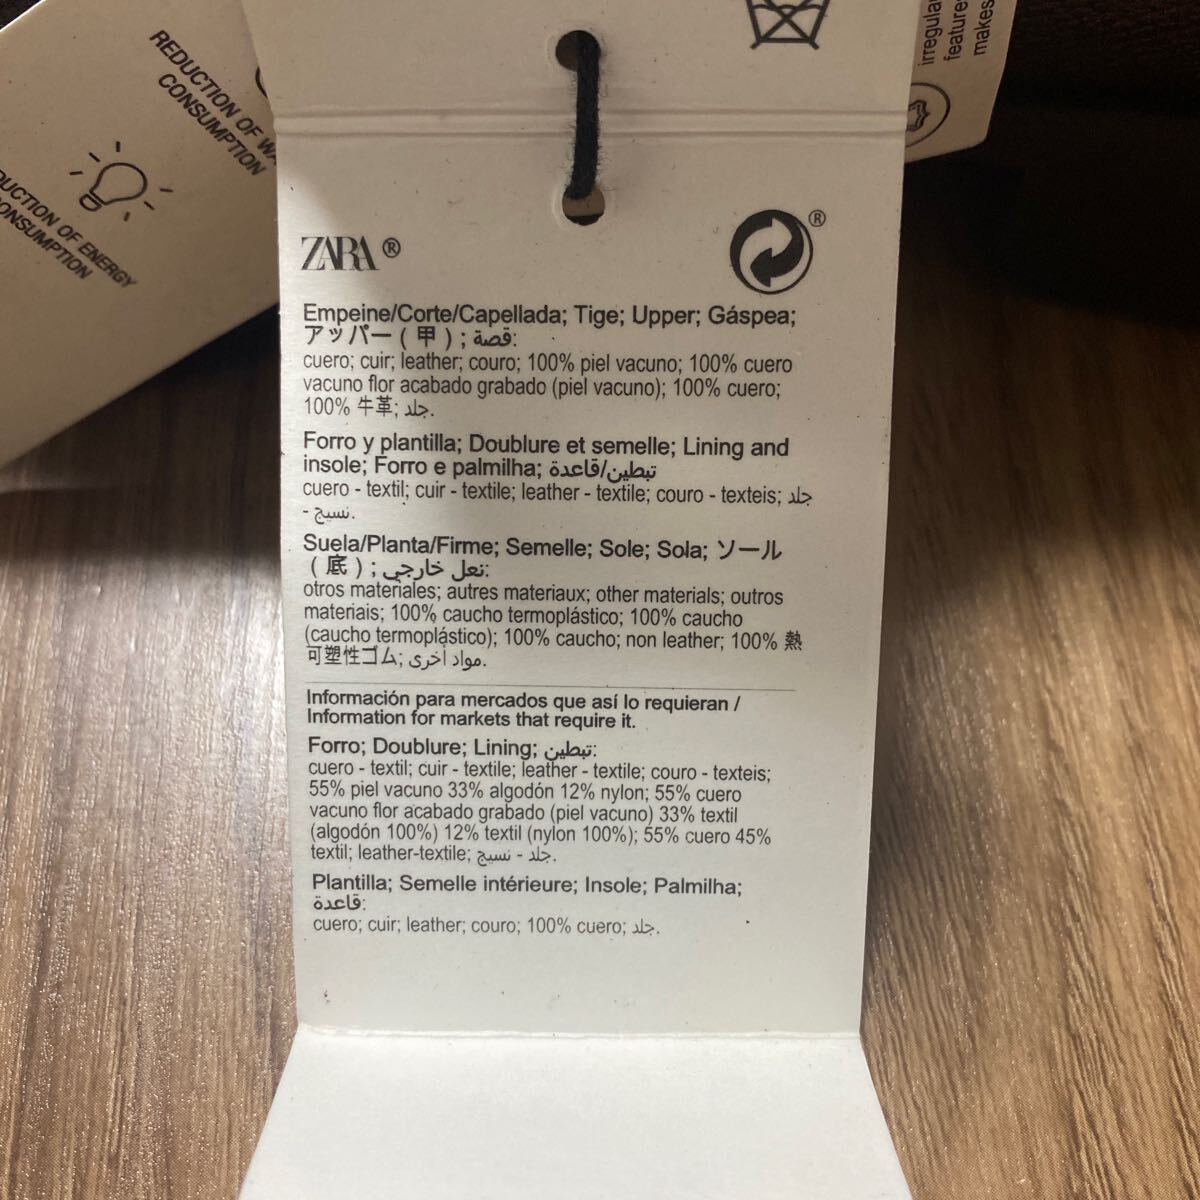 REDUCTION OF WA
CONSUMPTION
DUCTION OF ENERGY
ONSUMPTION
irregula
feature
makes
ZARA®
®
Empeine/Corte/Capellada; Tige; Upper; Gáspea;
アッパー(甲); قصة:
cuero; cuir; leather; couro; 100% piel vacuno; 100% cuero
vacuno flor acabado grabado (piel vacuno); 100% cuero;
100% 牛革; جلد.
Forro y plantilla; Doublure et semelle; Lining and
insole; Forro e palmilha; تبطين/قاعدة
cuero - textil; cuir - textile; leather - textile; couro - texteis; جلد
- نسيج.
Suela/Planta/Firme; Semelle; Sole; Sola; ソール
(底); نعل خارجي:
otros materiales; autres materiaux; other materials; outros
materiais; 100% caucho termoplástico; 100% caucho
(caucho termoplástico); 100% caucho; non leather; 100% 熱
可塑性ゴム; مواد اخرى.
Información para mercados que así lo requieran /
Information for markets that require it.
Forro; Doublure; Lining; تبطين:
cuero - textil; cuir - textile; leather - textile; couro - texteis;
55% piel vacuno 33% algodón 12% nylon; 55% cuero
vacuno flor acabado grabado (piel vacuno) 33% textil
(algodón 100%) 12% textil (nylon 100%); 55% cuero 45%
textil; leather-textile; جلد - نسيج.
Plantilla; Semelle intérieure; Insole; Palmilha;
قاعدة:
cuero; cuir; leather; couro; 100% cuero; جلد.